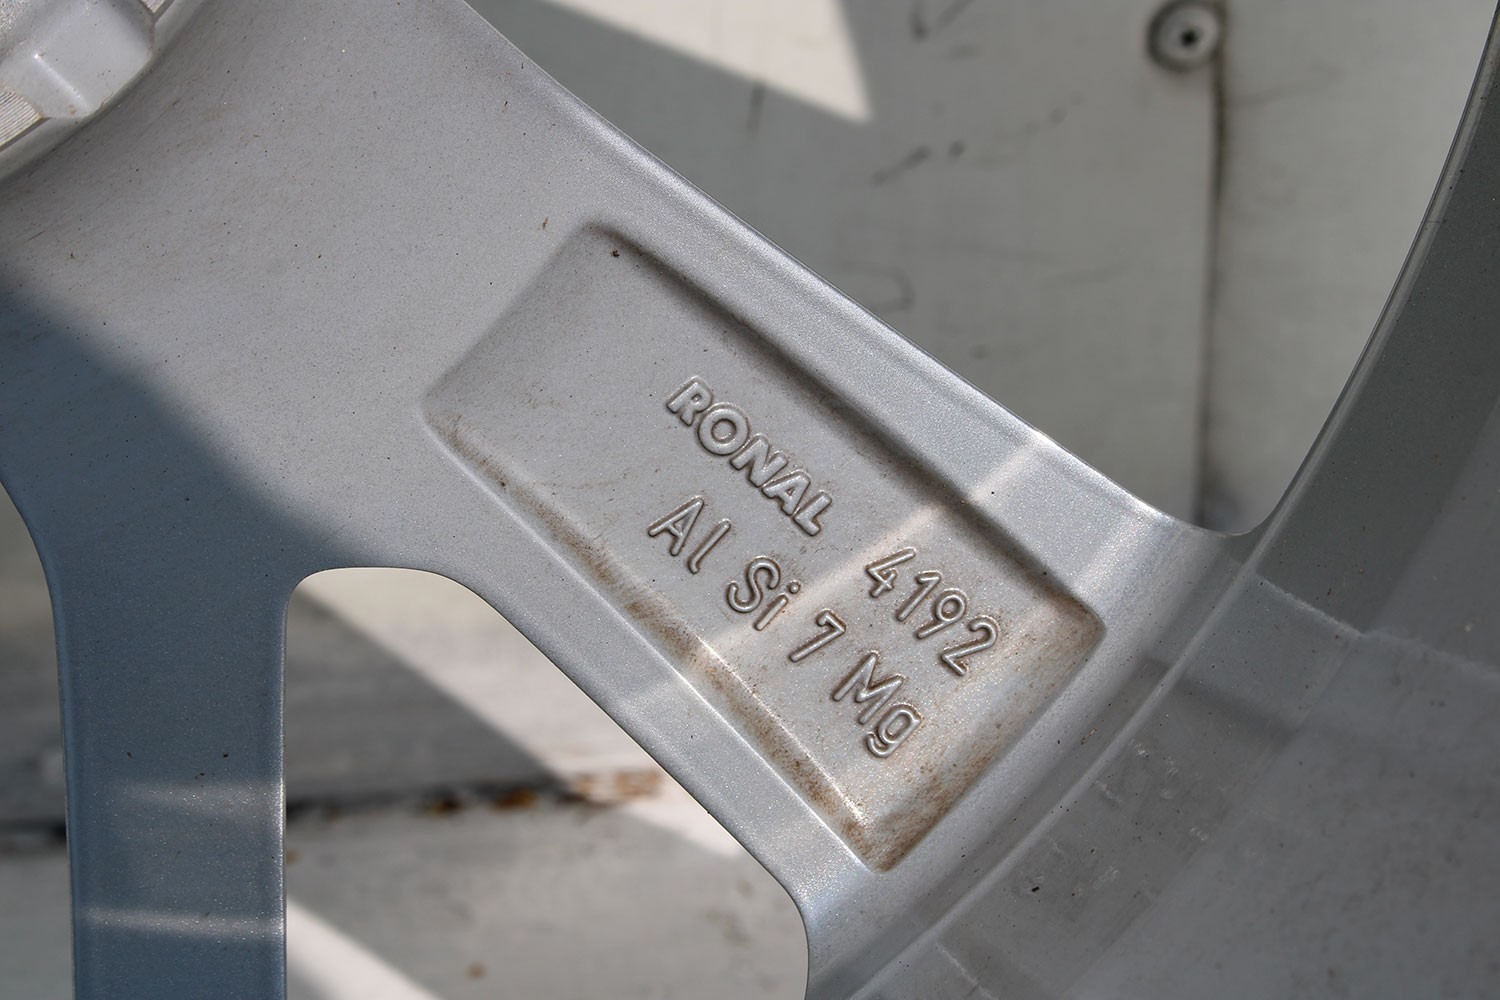 RONAL 4192
Al Si 7 Mg